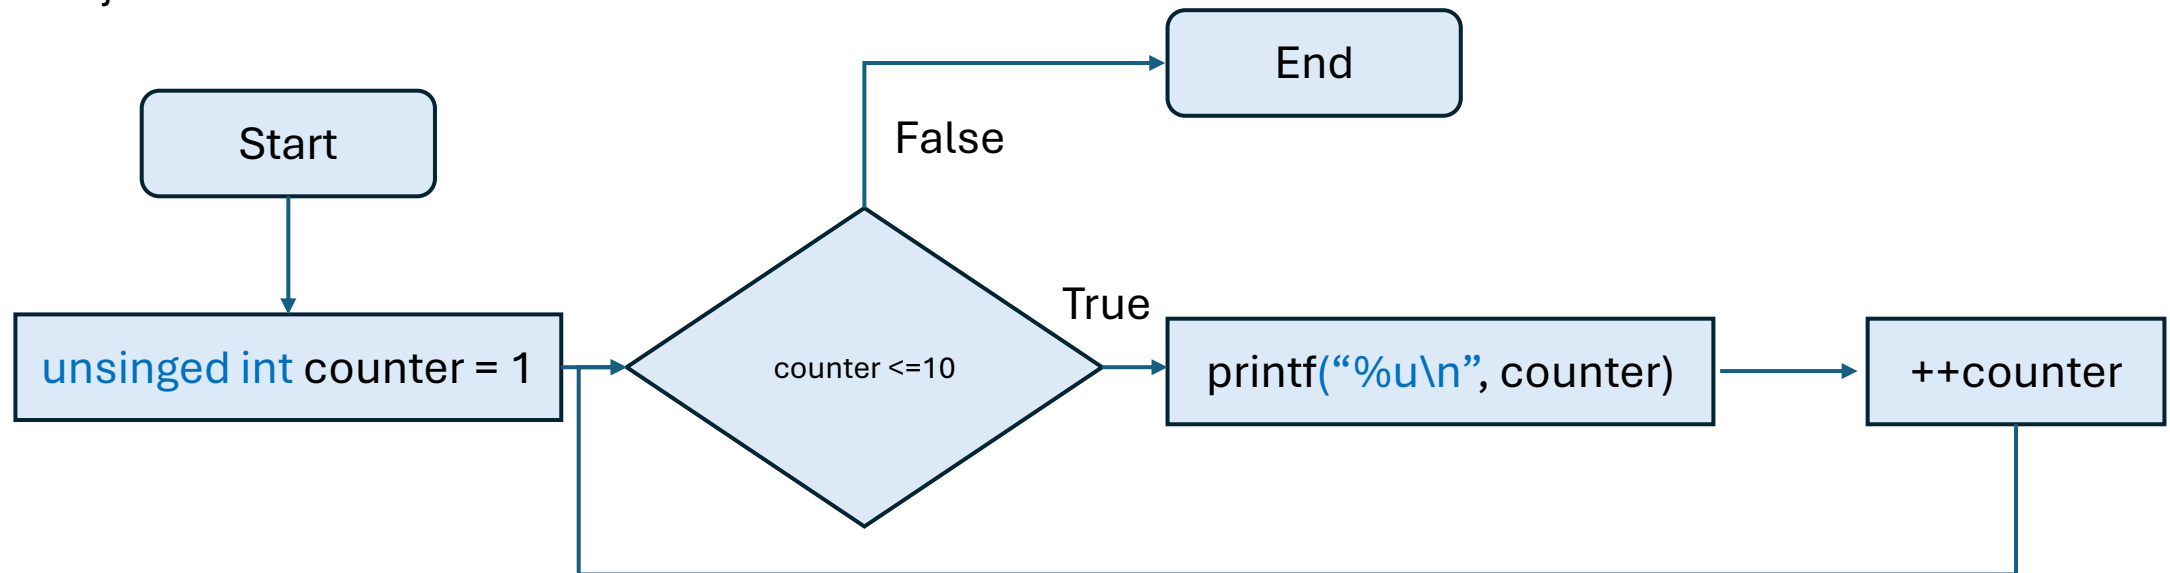 End
Start
False
True
unsinged int counter = 1
counter <=10
printf(“%u\n”, counter)
++counter